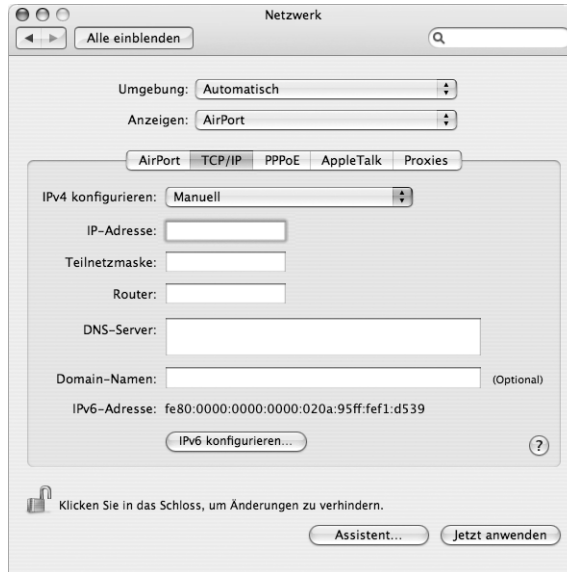 Netzwerk
Alle einblenden
Umgebung: Automatisch
Anzeigen: AirPort
AirPort TCP/IP PPPoE AppleTalk Proxies
IPv4 konfigurieren: Manuell
IP-Adresse:
Teilnetzmaske:
Router:
DNS-Server:
Domain-Namen: (Optional)
IPv6-Adresse: fe80:0000:0000:0000:020a:95ff:fef1:d539
IPv6 konfigurieren... ?
Klicken Sie in das Schloss, um Änderungen zu verhindern.
Assistent... Jetzt anwenden